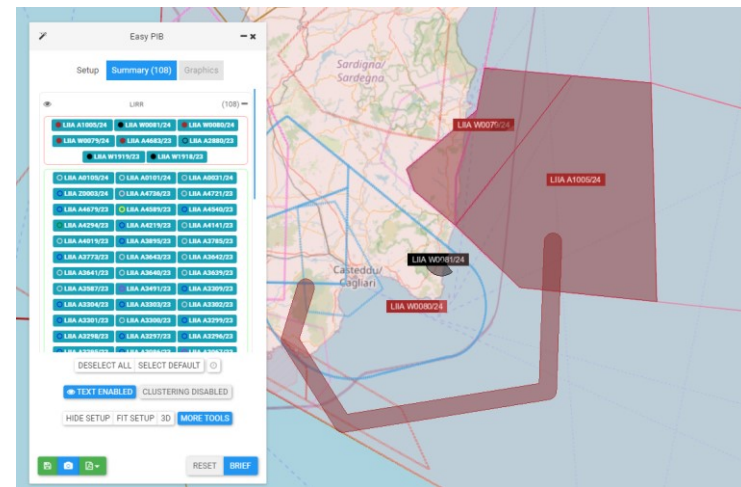 Easy PIB
Setup Summary (108) Graphics
LIRR (108)
LIIA A1005/24 LIIA W0081/24 LIIA W0080/24
LIIA W0079/24 LIIA A4683/23 LIIA A2880/23
LIIA W1919/23 LIIA W1918/23
LIIA A0105/24 LIIA A0101/24 LIIA A0031/24
LIIA Z0003/24 LIIA A4736/23 LIIA A4721/23
LIIA A4679/23 LIIA A4589/23 LIIA A4540/23
LIIA A4294/23 LIIA A4219/23 LIIA A4141/23
LIIA A4019/23 LIIA A3895/23 LIIA A3785/23
LIIA A3773/23 LIIA A3643/23 LIIA A3642/23
LIIA A3641/23 LIIA A3640/23 LIIA A3639/23
LIIA A3587/23 LIIA A3491/23 LIIA A3309/23
LIIA A3304/23 LIIA A3303/23 LIIA A3302/23
LIIA A3301/23 LIIA A3300/23 LIIA A3299/23
LIIA A3298/23 LIIA A3297/23 LIIA A3296/23
DESELECT ALL SELECT DEFAULT
TEXT ENABLED CLUSTERING DISABLED
HIDE SETUP FIT SETUP 3D MORE TOOLS
RESET BRIEF
Sardigna/
Sardegna
LIIA W0079/24
LIIA A1005/24
LIIA W0081/24
Casteddu/
Cagliari
LIIA W0080/24